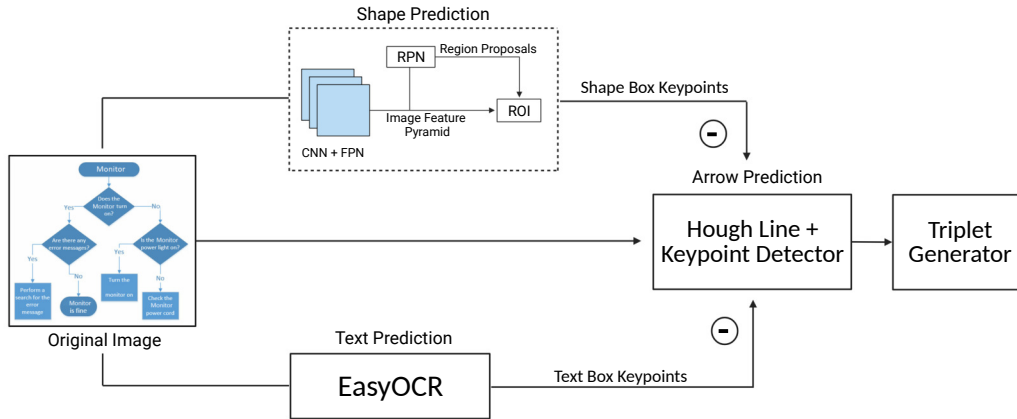 Shape Prediction
RPN
Region Proposals
ROI
Image Feature
Pyramid
CNN + FPN
Shape Box Keypoints
-
Arrow Prediction
Hough Line +
Keypoint Detector
Triplet
Generator
Monitor
Does the
Monitor turn
on?
Yes
No
Are there any
error messages?
Is the Monitor
power light on?
Yes
No
Yes
No
Perform a
search for the
error
message
Monitor
is fine
Turn the
monitor on
Check the
Monitor
power cord
Original Image
Text Prediction
EasyOCR
Text Box Keypoints
-